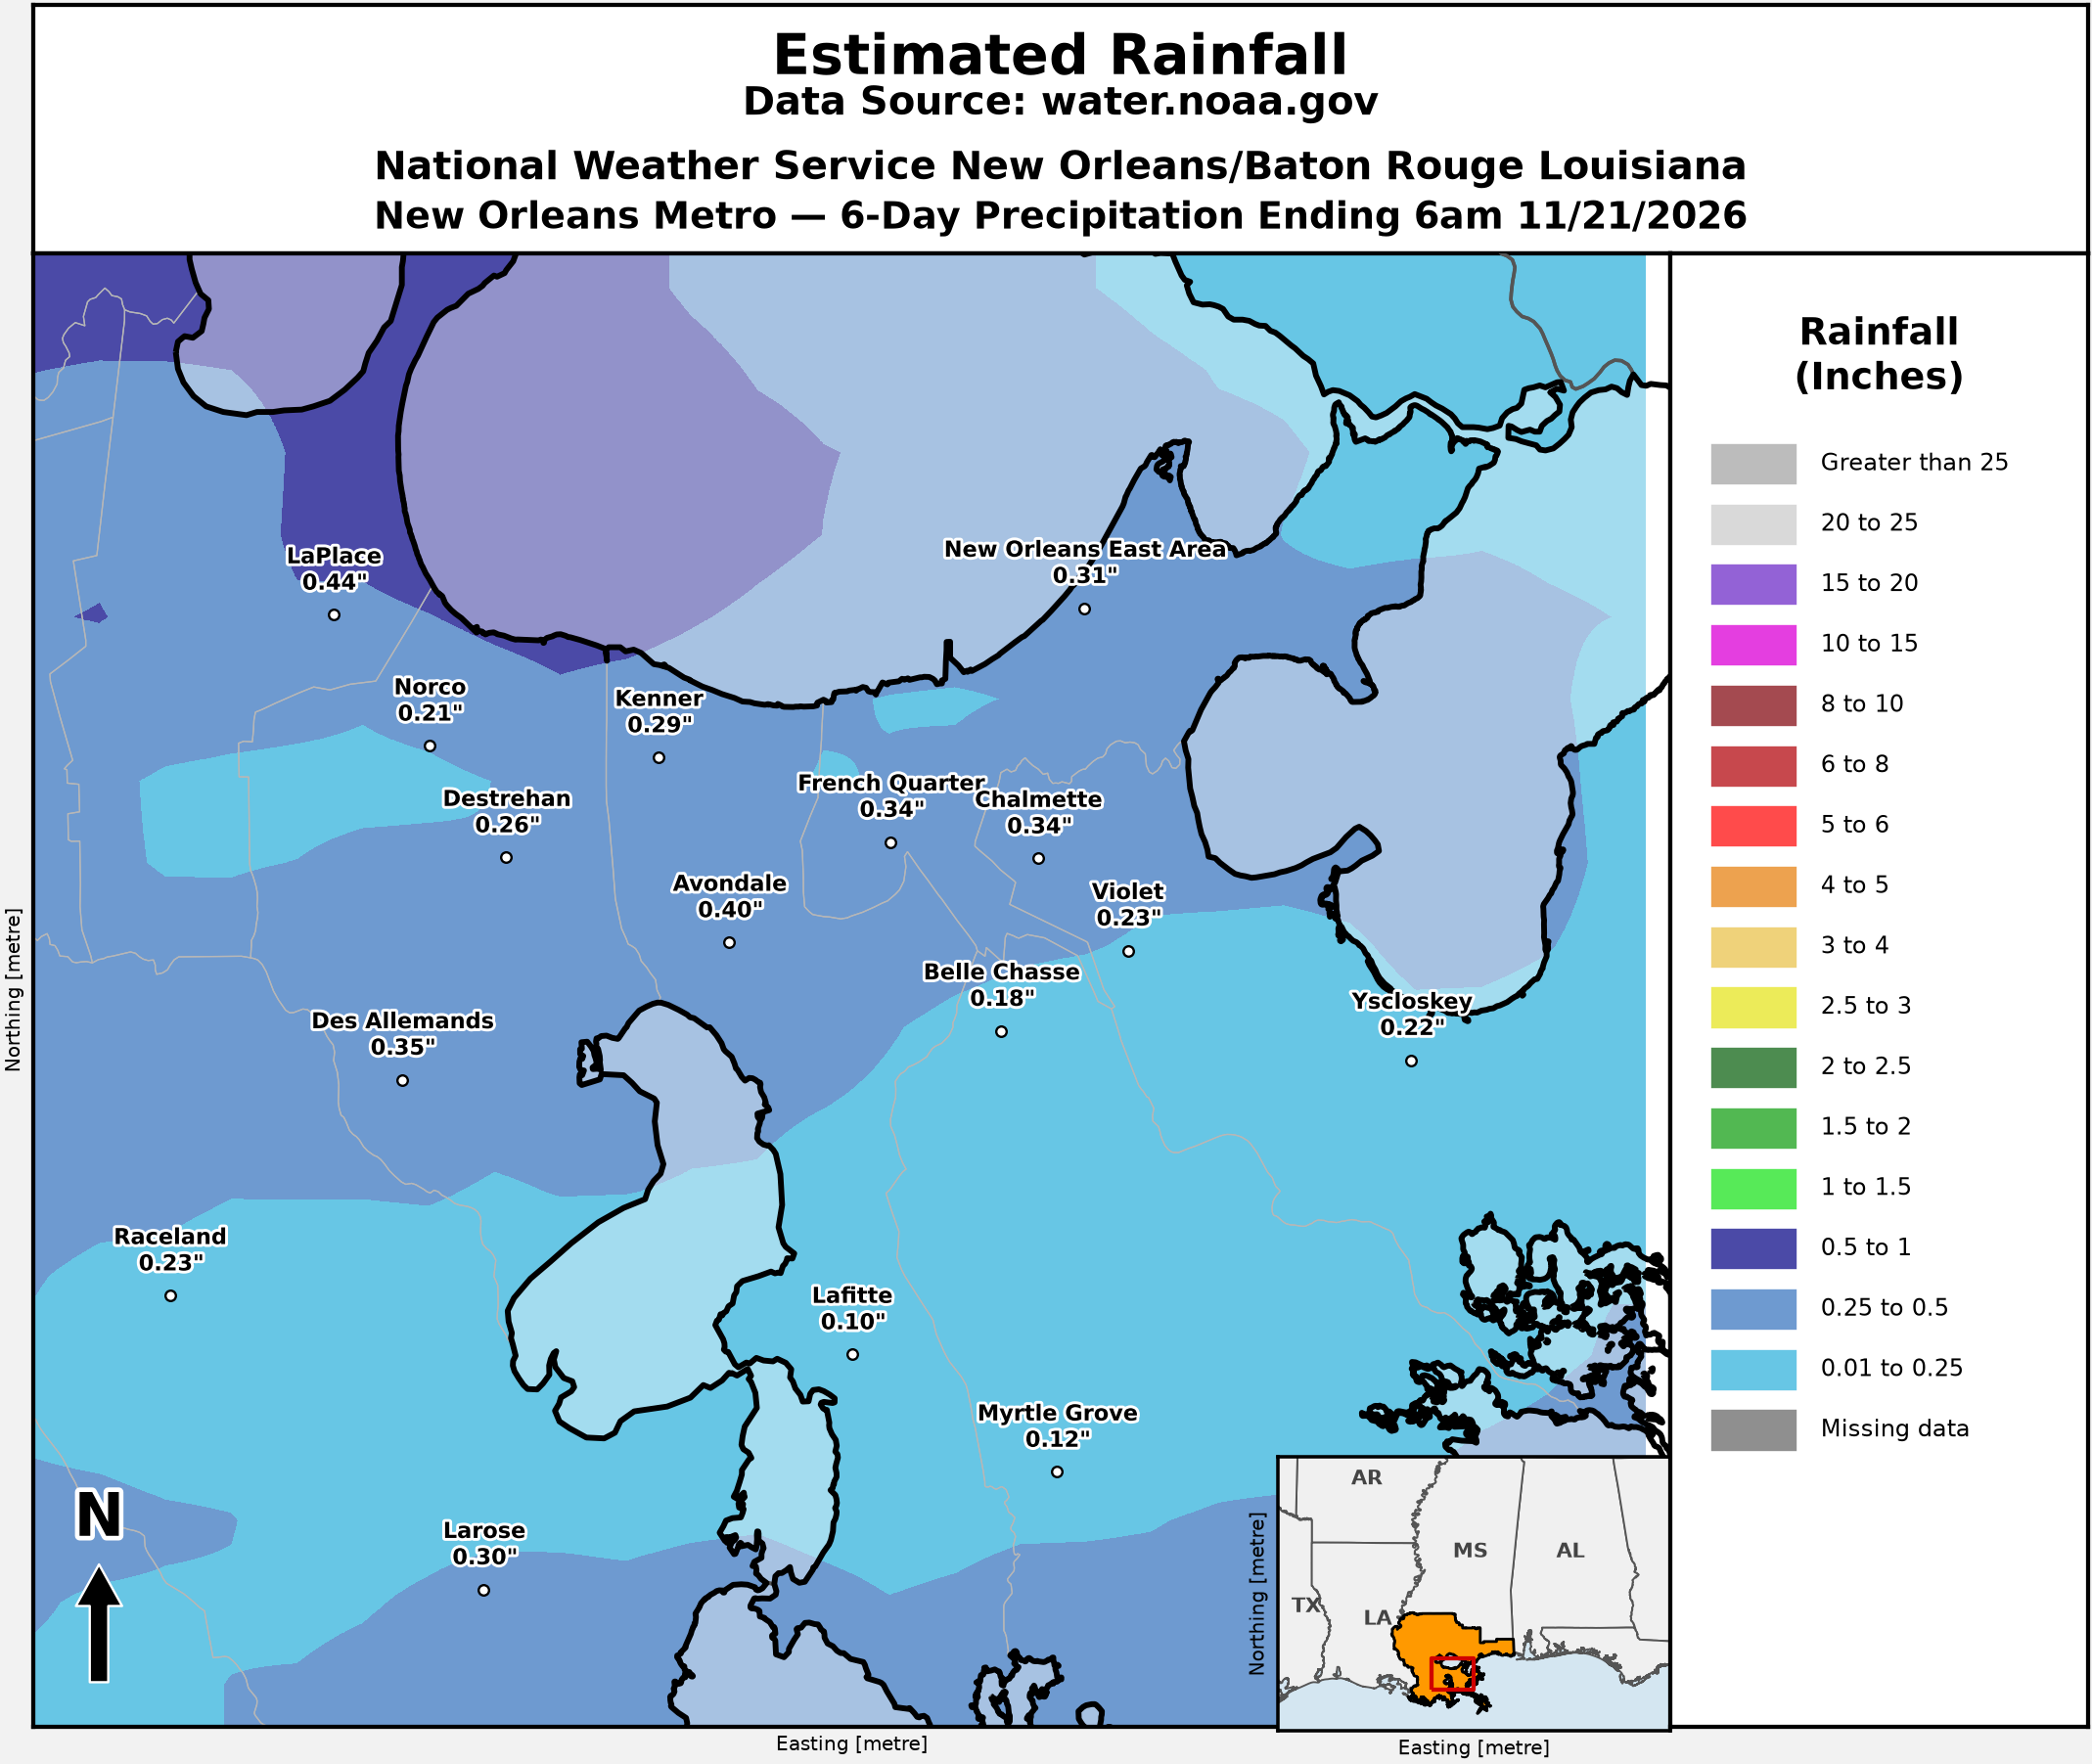 Estimated Rainfall
Data Source: water.noaa.gov
National Weather Service New Orleans/Baton Rouge Louisiana
New Orleans Metro — 6-Day Precipitation Ending 6am 11/21/2026
Rainfall
(Inches)
Greater than 25
20 to 25
15 to 20
10 to 15
8 to 10
6 to 8
5 to 6
4 to 5
3 to 4
2.5 to 3
2 to 2.5
1.5 to 2
1 to 1.5
0.5 to 1
0.25 to 0.5
0.01 to 0.25
Missing data
New Orleans East Area
0.31"
LaPlace
0.44"
Norco
0.21"
Kenner
0.29"
French Quarter
0.34"
Chalmette
0.34"
Destrehan
0.26"
Avondale
0.40"
Violet
0.23"
Belle Chasse
0.18"
Yscloskey
0.22"
Des Allemands
0.35"
Raceland
0.23"
Lafitte
0.10"
Myrtle Grove
0.12"
Larose
0.30"
N
Northing [metre]
Easting [metre]
AR
MS
AL
TX
LA
Northing [metre]
Easting [metre]